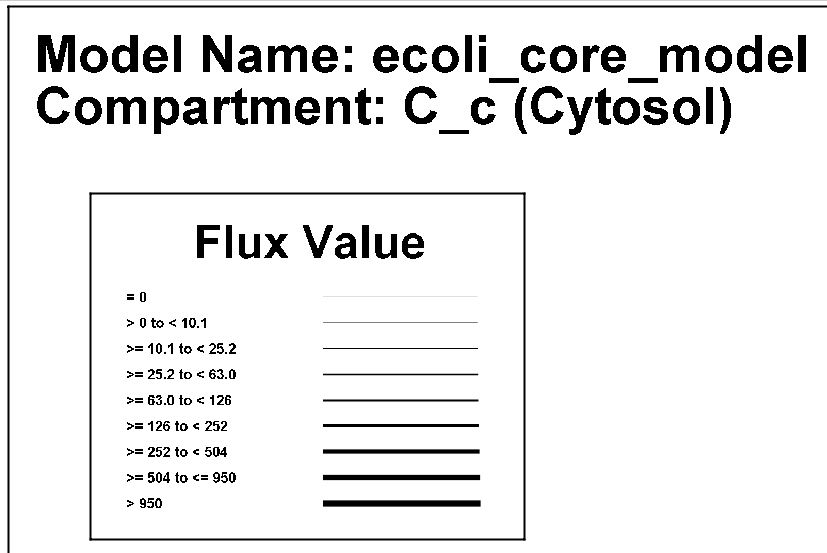 Model Name: ecoli_core_model
Compartment: C_c (Cytosol)
Flux Value
= 0
> 0 to < 10.1
>= 10.1 to < 25.2
>= 25.2 to < 63.0
>= 63.0 to < 126
>= 126 to < 252
>= 252 to < 504
>= 504 to <= 950
> 950